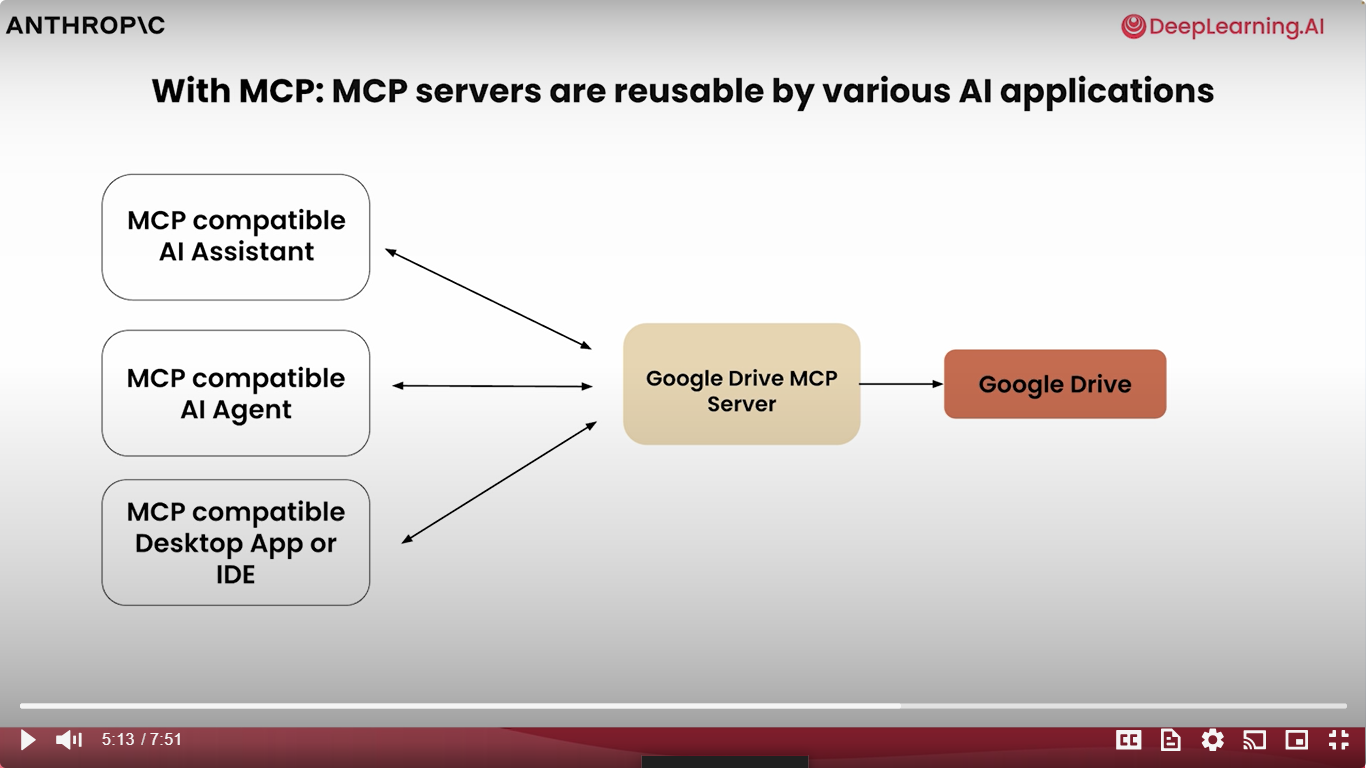 ANTHROP\C
DeepLearning.AI
With MCP: MCP servers are reusable by various AI applications
MCP compatible
AI Assistant
MCP compatible
AI Agent
MCP compatible
Desktop App or
IDE
Google Drive MCP
Server
Google Drive
5:13 / 7:51
CC